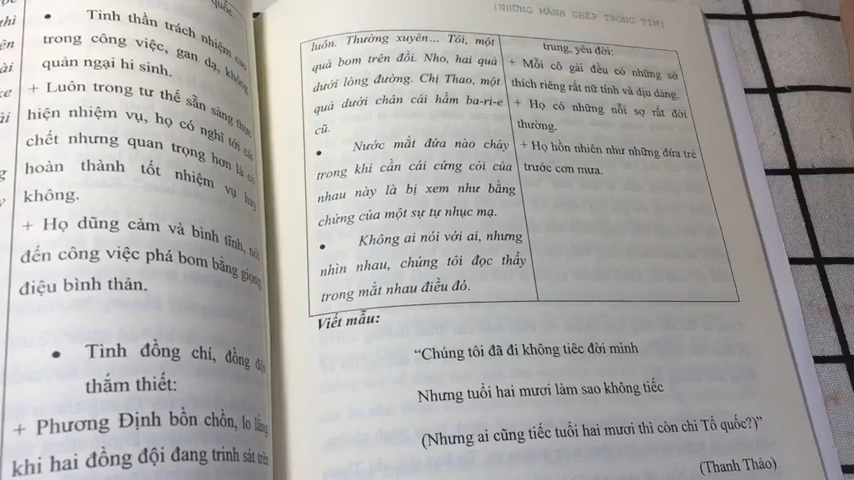 quốc.
thì
ên
ài
xe
ài
g
y
• Tinh thần trách nhiệm cao
trong công việc, gan dạ, không
quản ngại hi sinh.
+ Luôn trong tư thế sẵn sàng thực
hiện nhiệm vụ, họ có nghĩ tới cái
chết nhưng quan trọng hơn là có
hoàn thành tốt nhiệm vụ hay
không.
+ Họ dũng cảm và bình tĩnh, nói
đến công việc phá bom bằng giọng
điệu bình thản.
• Tình đồng chí, đồng đội
thắm thiết:
+ Phương Định bồn chồn, lo lắng
khi hai đồng đội đang trinh sát trên
[NHỮNG MẢNH GHÉP TRONG TIM]
luôn. Thường xuyên... Tôi, một
quả bom trên đồi. Nho, hai quả
dưới lòng đường. Chị Thao, một
quả dưới chân cái hầm ba-ri-e
cũ.
• Nước mắt đứa nào chảy
trong khi cần cái cứng cỏi của
nhau này là bị xem như bằng
chứng của một sự tự nhục mạ.
• Không ai nói với ai, nhưng
nhìn nhau, chúng tôi đọc thấy
trong mắt nhau điều đó.
trung, yêu đời:
+ Mỗi cô gái đều có những sở
thích riêng rất nữ tính và dịu dàng.
+ Họ có những nỗi sợ rất đời
thường.
+ Họ hồn nhiên như những đứa trẻ
trước cơn mưa.
Viết mẫu:
“Chúng tôi đã đi không tiếc đời mình
Nhưng tuổi hai mươi làm sao không tiếc
(Nhưng ai cũng tiếc tuổi hai mươi thì còn chi Tổ quốc?)”
(Thanh Thảo)